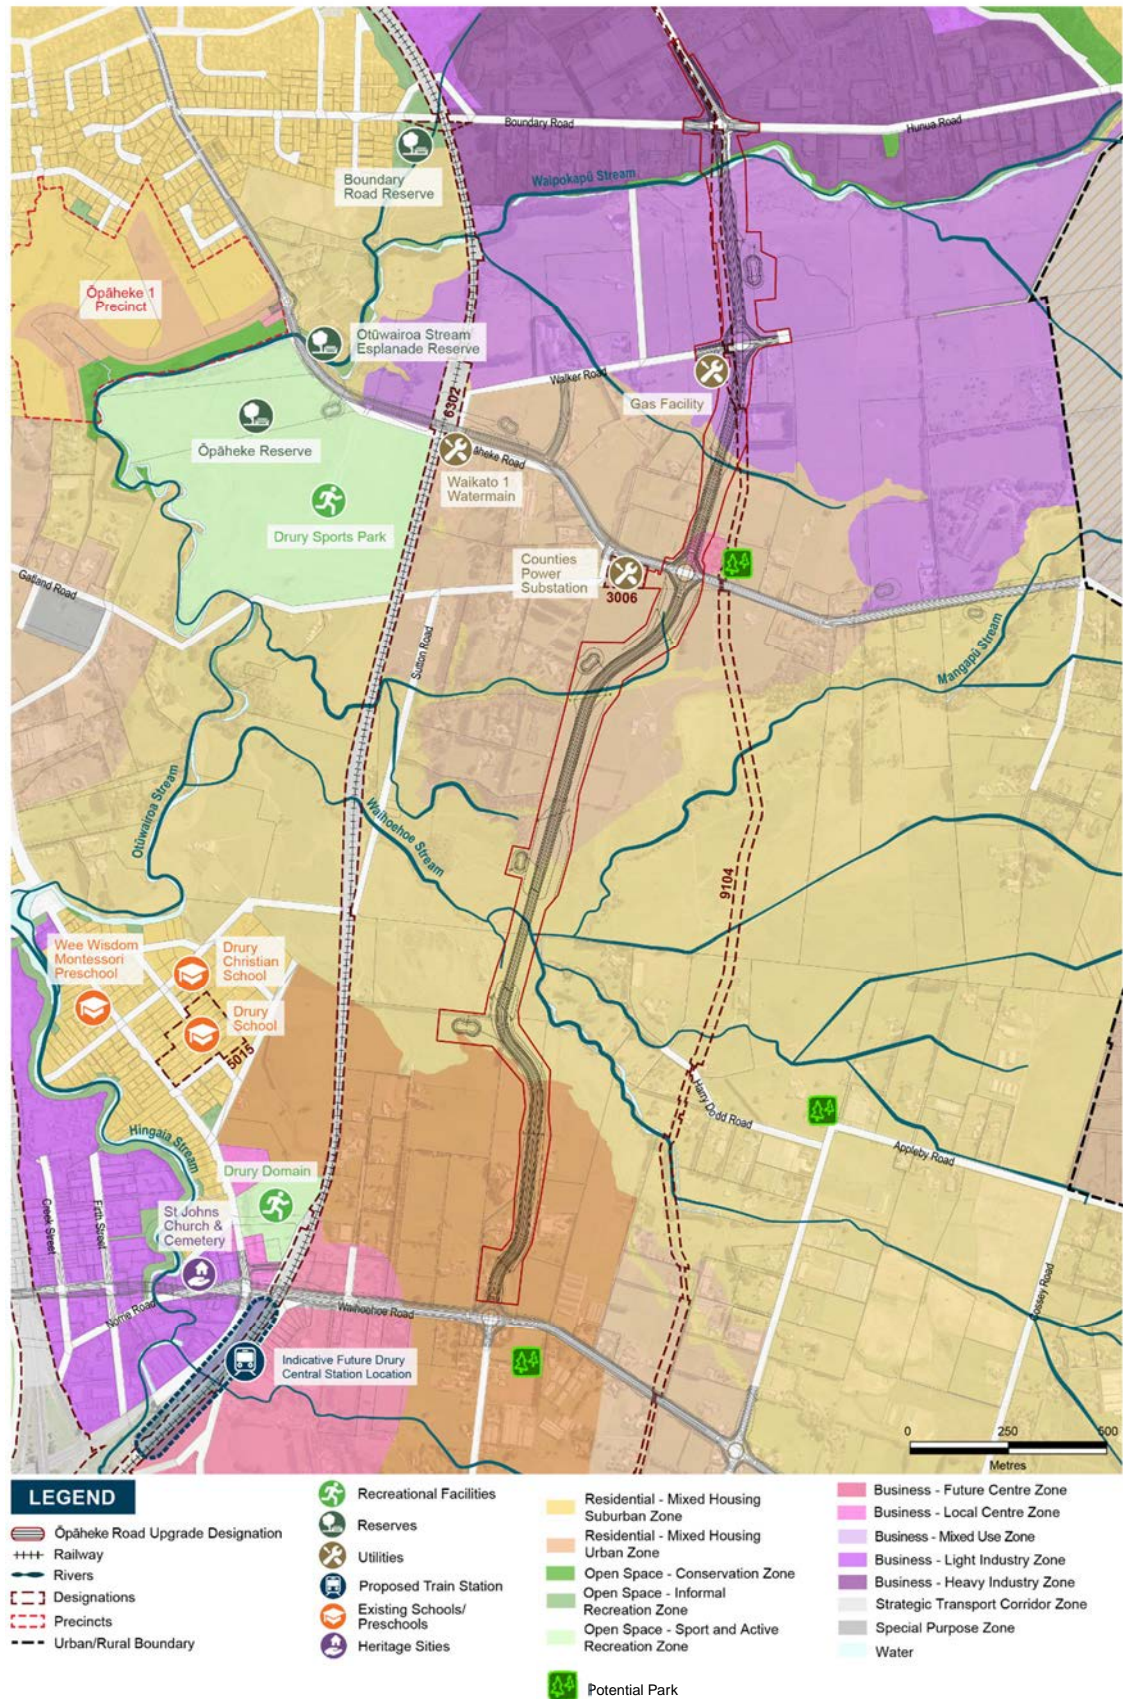 Boundary Road
Hunua Road
Boundary
Road Reserve
Waipokapū Stream
Ōpāheke 1
Precinct
Otūwairoa Stream
Esplanade Reserve
Walker Road
Gas Facility
6302
Ōpāheke Reserve
āheke Road
Waikato 1
Watermain
Drury Sports Park
Counties
Power
Substation
3006
Gatland Road
Sutton Road
Mangapū Stream
Otūwairoa Stream
Waihoehoe Stream
9104
Wee Wisdom
Montessori
Preschool
Drury
Christian
School
Drury
School
5015
Harry Dodd Road
Appleby Road
Hingaia Stream
Drury Domain
Creek Street
Firth Street
St Johns
Church &
Cemetery
Norrie Road
Waihoehoe Road
Cossey Road
Indicative Future Drury
Central Station Location
0 250 500
Metres
LEGEND
Ōpāheke Road Upgrade Designation
Railway
Rivers
Designations
Precincts
Urban/Rural Boundary
Recreational Facilities
Reserves
Utilities
Proposed Train Station
Existing Schools/
Preschools
Heritage Sities
Residential - Mixed Housing
Suburban Zone
Residential - Mixed Housing
Urban Zone
Open Space - Conservation Zone
Open Space - Informal
Recreation Zone
Open Space - Sport and Active
Recreation Zone
Potential Park
Business - Future Centre Zone
Business - Local Centre Zone
Business - Mixed Use Zone
Business - Light Industry Zone
Business - Heavy Industry Zone
Strategic Transport Corridor Zone
Special Purpose Zone
Water